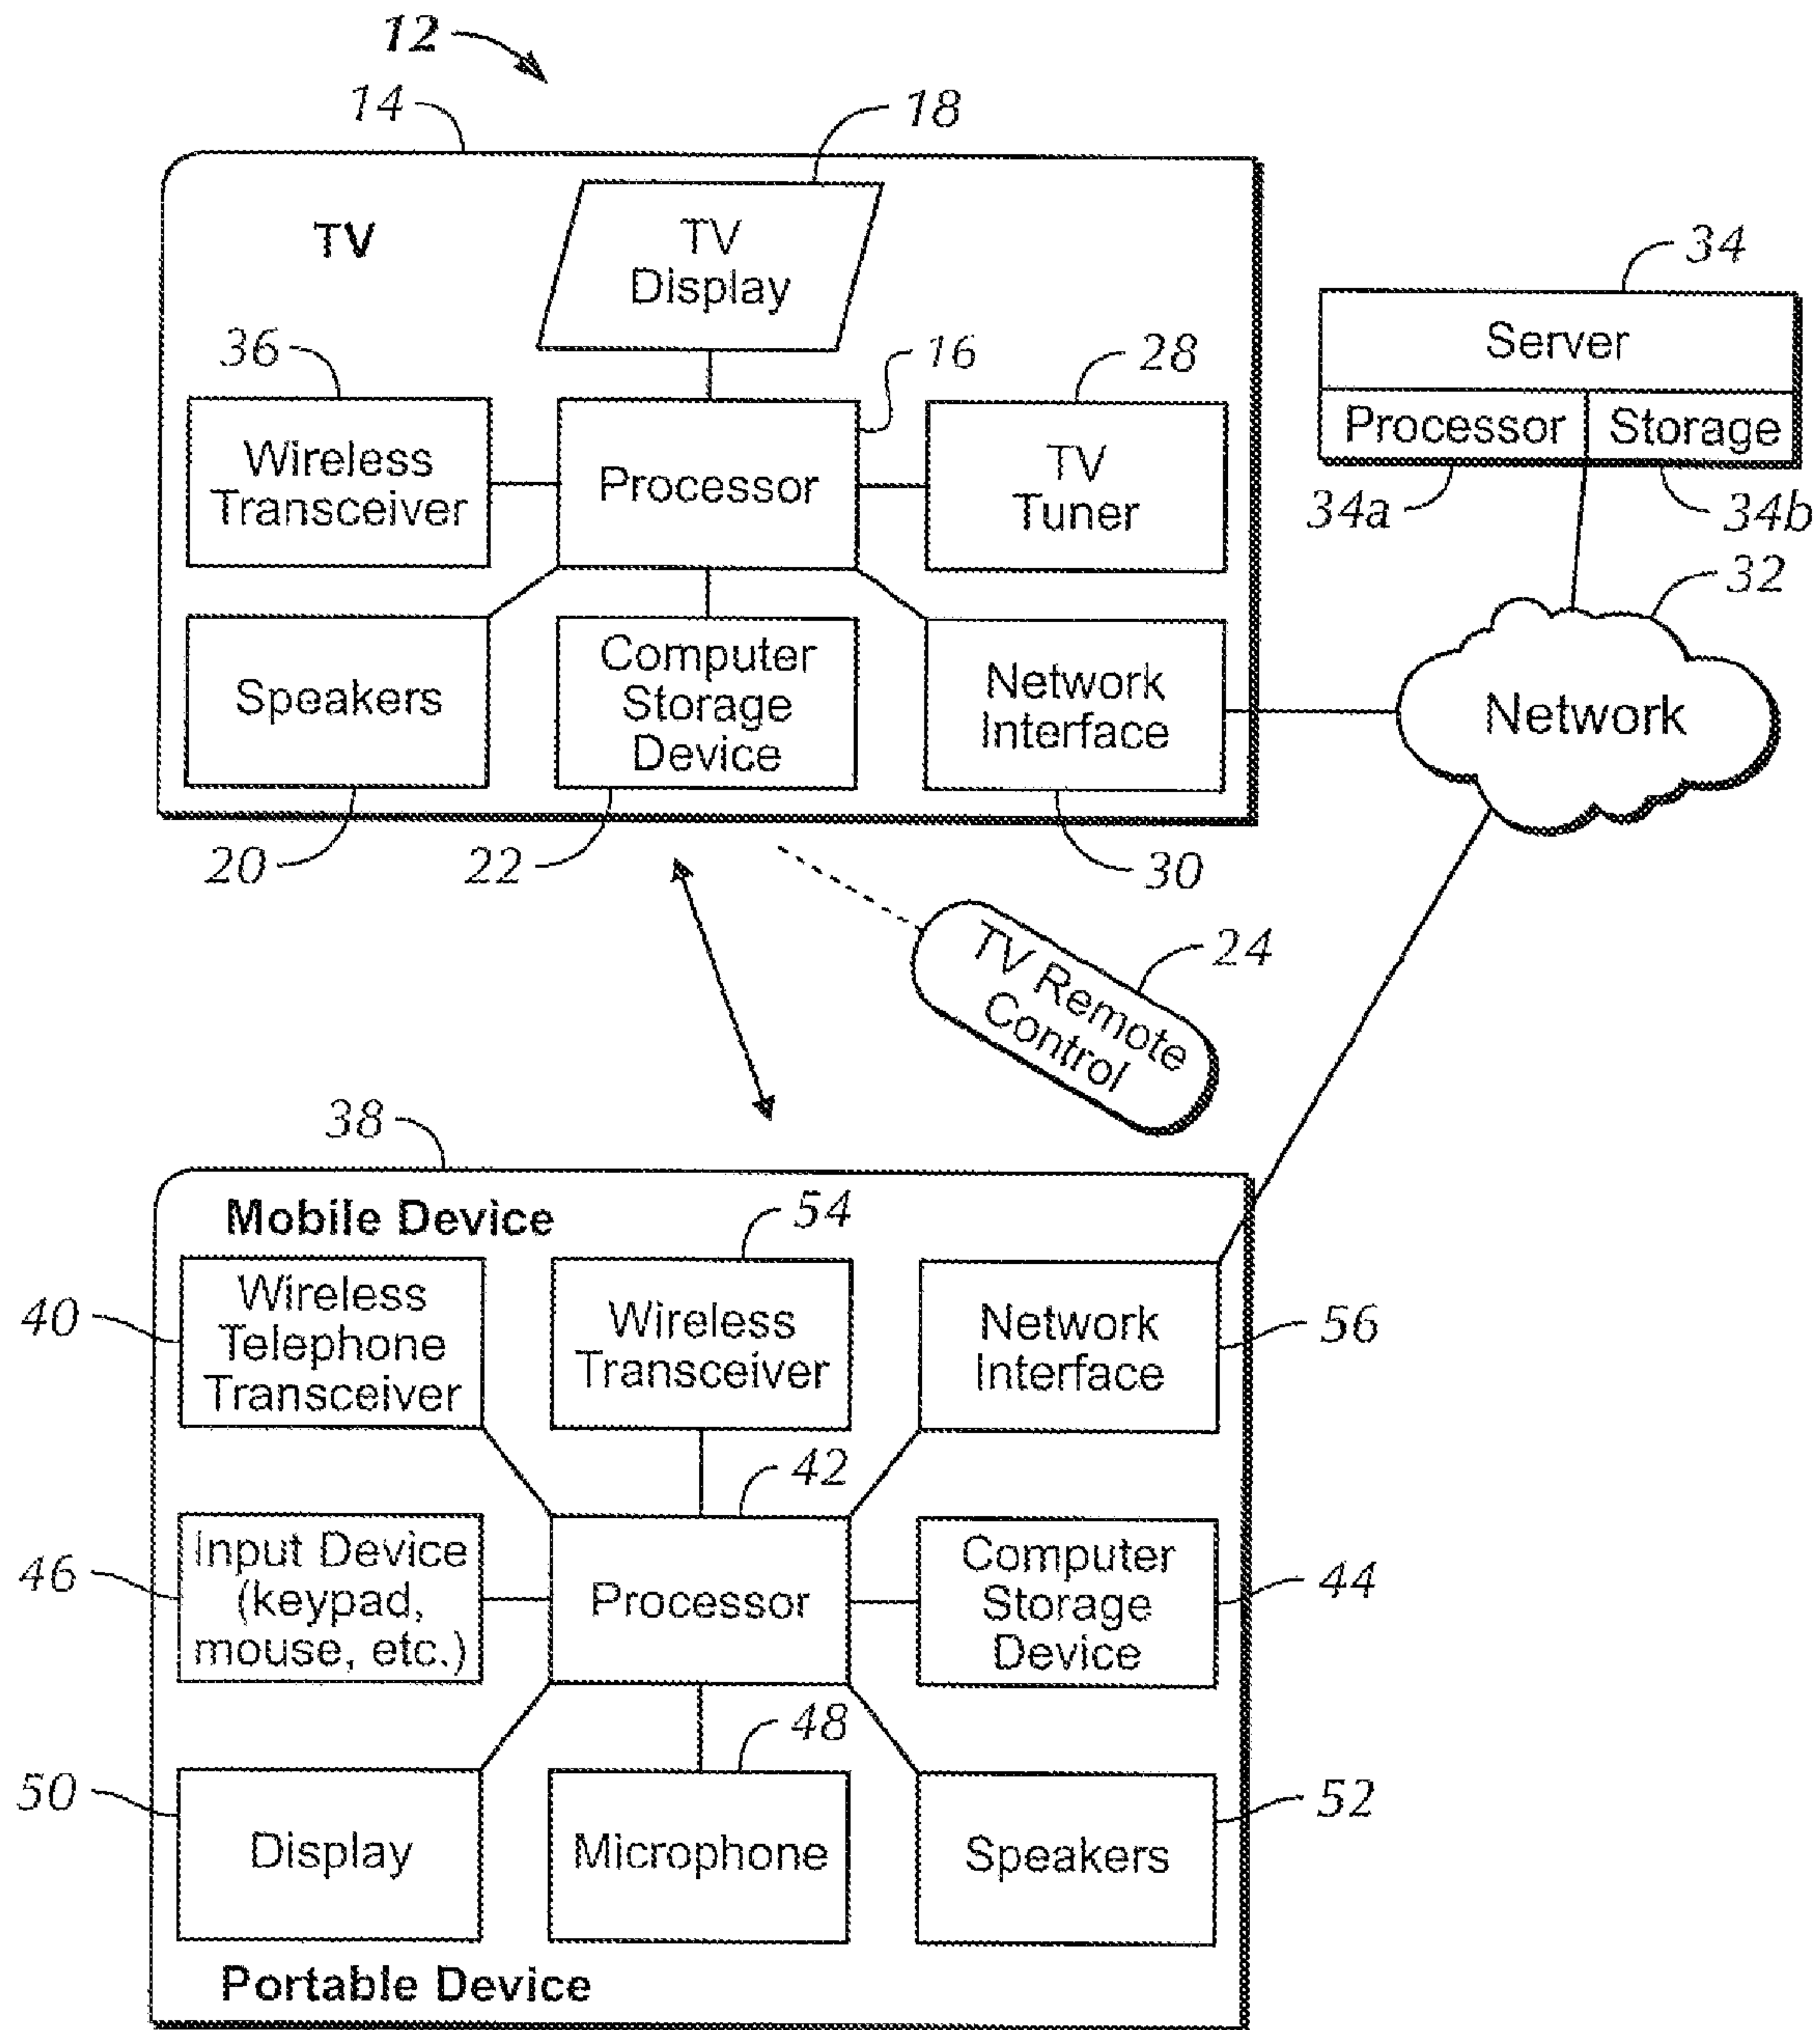 12
14
18
TV
TV
Display
34
Server
Processor
Storage
34a
34b
36
16
28
Wireless
Transceiver
Processor
TV
Tuner
32
Network
Speakers
Computer
Storage
Device
Network
Interface
20
22
30
TV Remote
Control
24
38
Mobile Device
54
40
Wireless
Telephone
Transceiver
Wireless
Transceiver
Network
Interface
56
42
46
Input Device
(keypad,
mouse, etc.)
Processor
Computer
Storage
Device
44
48
50
Display
Microphone
Speakers
52
Portable Device